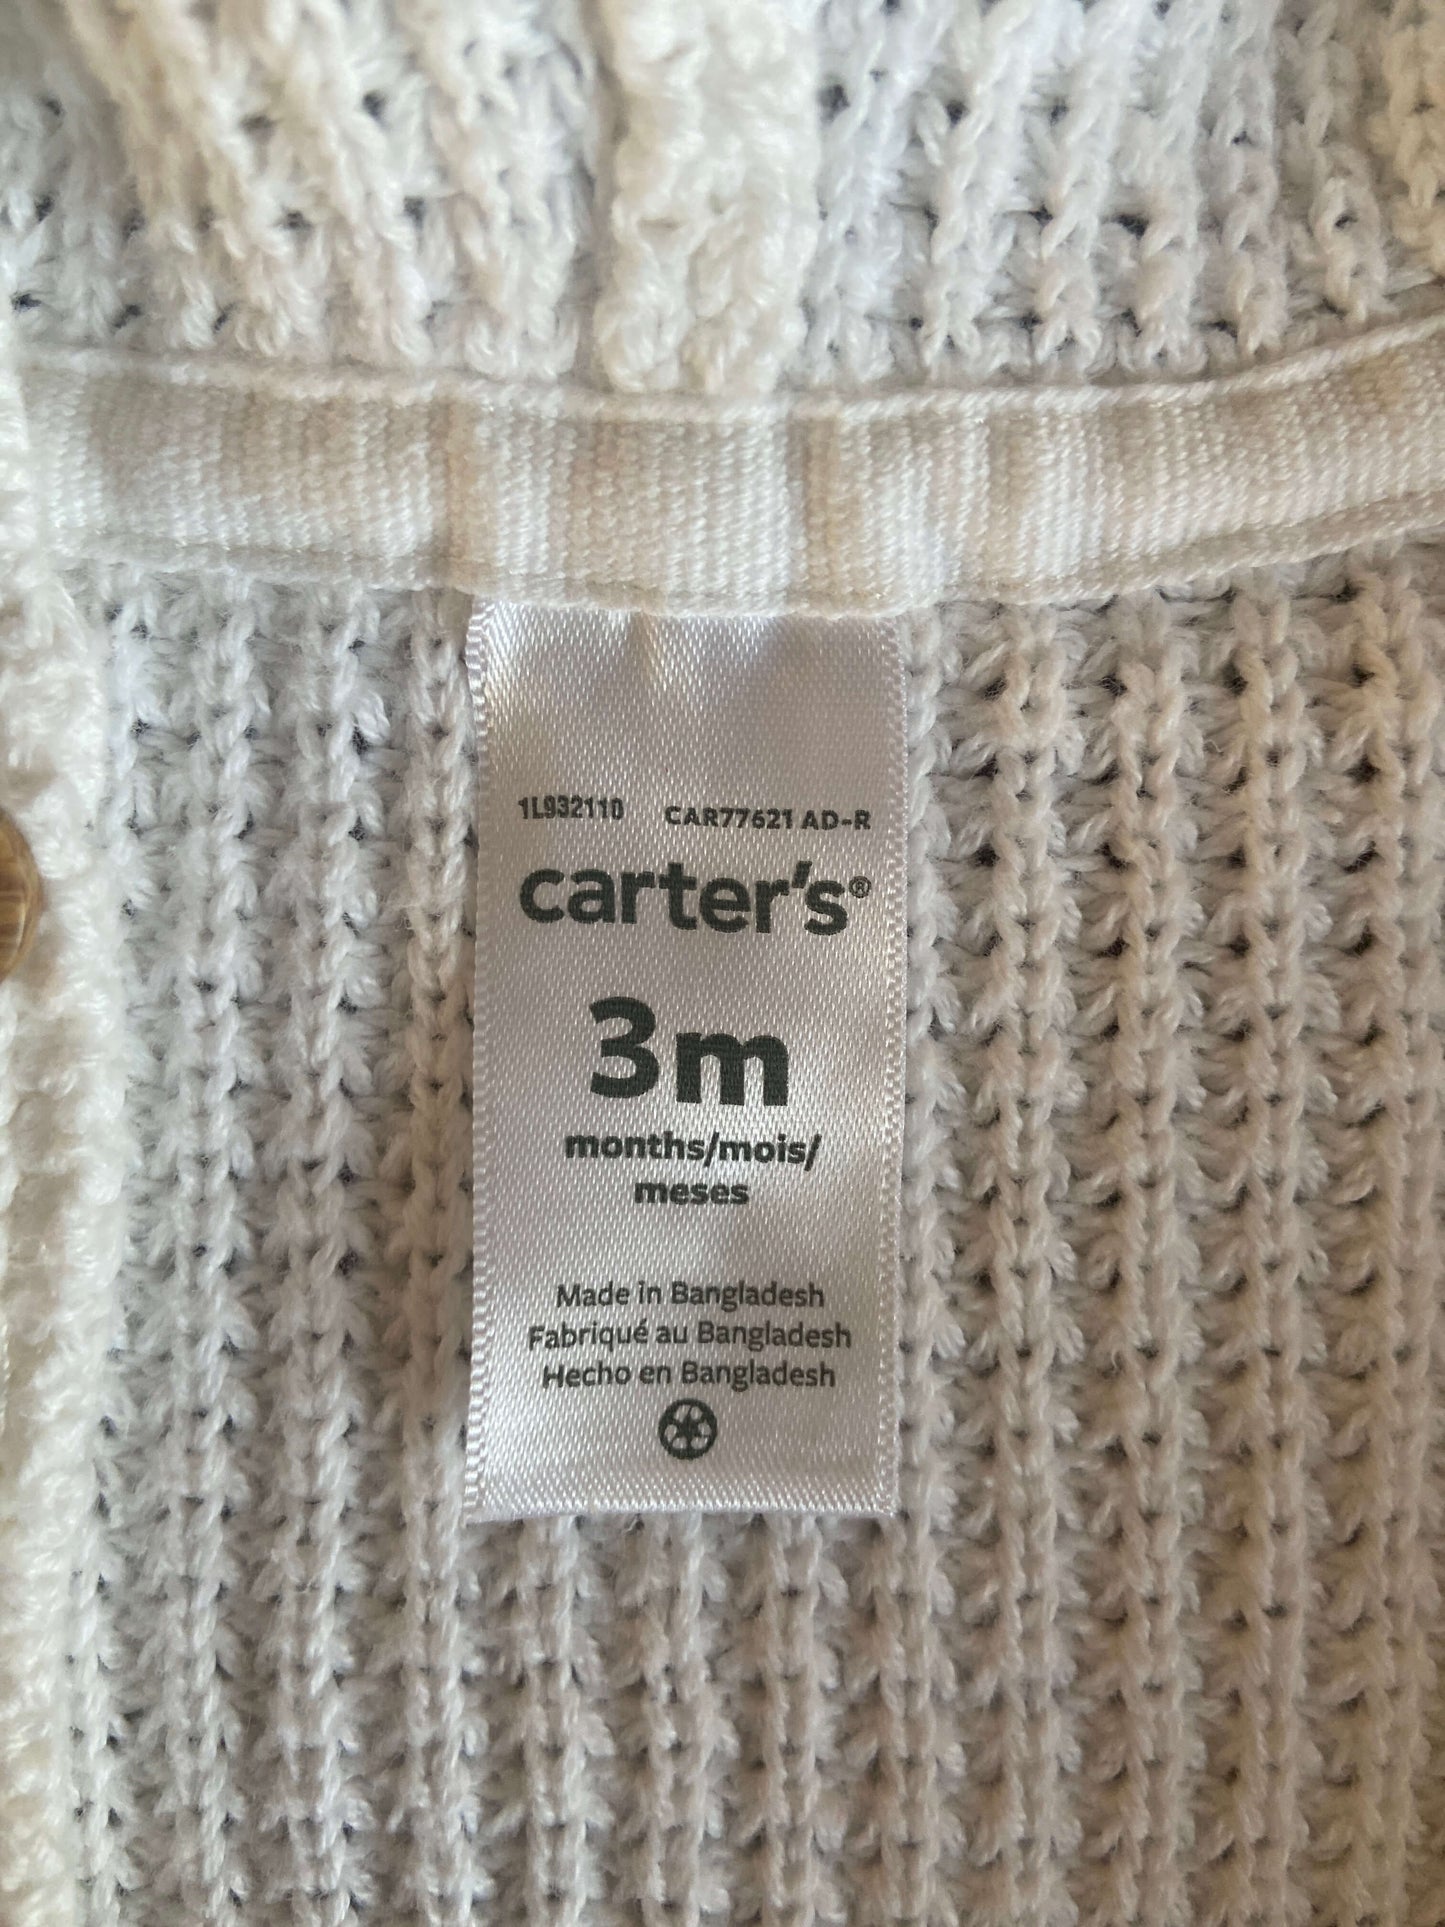 1L932110 CAR77621 AD-R
carter's®
3m
months/mois/
meses
Made in Bangladesh
Fabriqué au Bangladesh
Hecho en Bangladesh